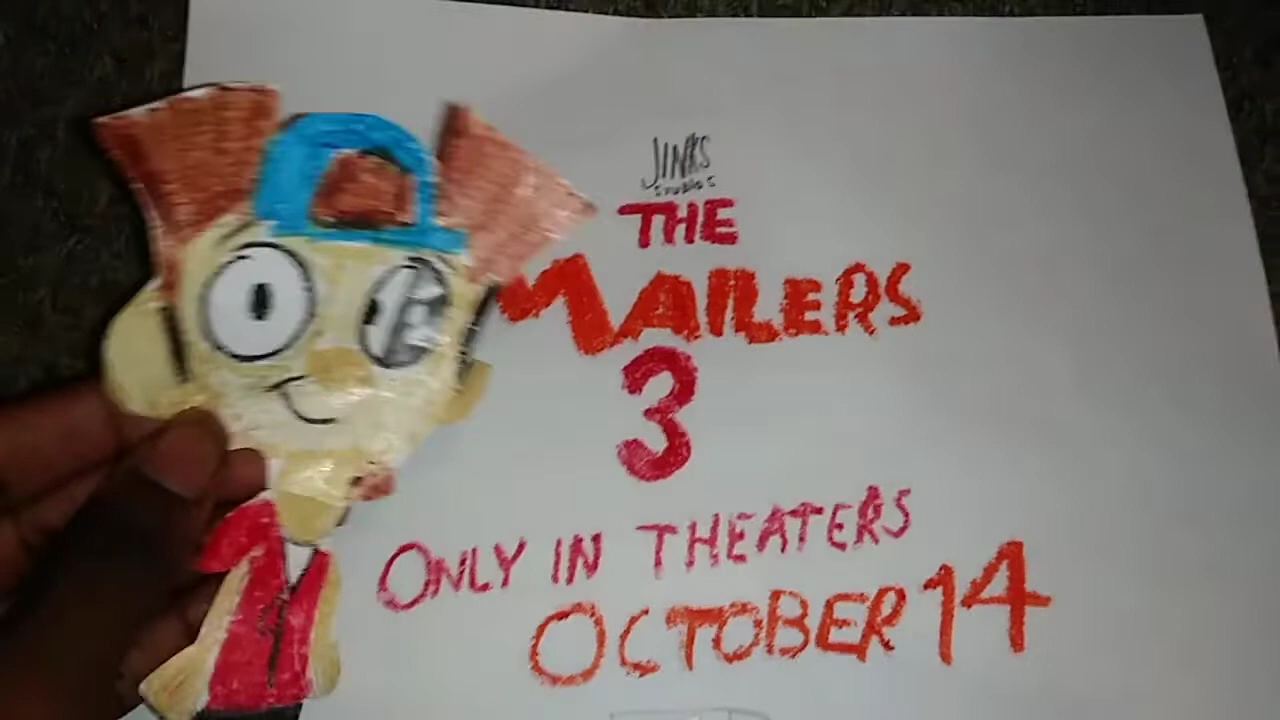 JINKS
STUDIOS
THE
MAILERS
3
ONLY IN THEATERS
OCTOBER 14